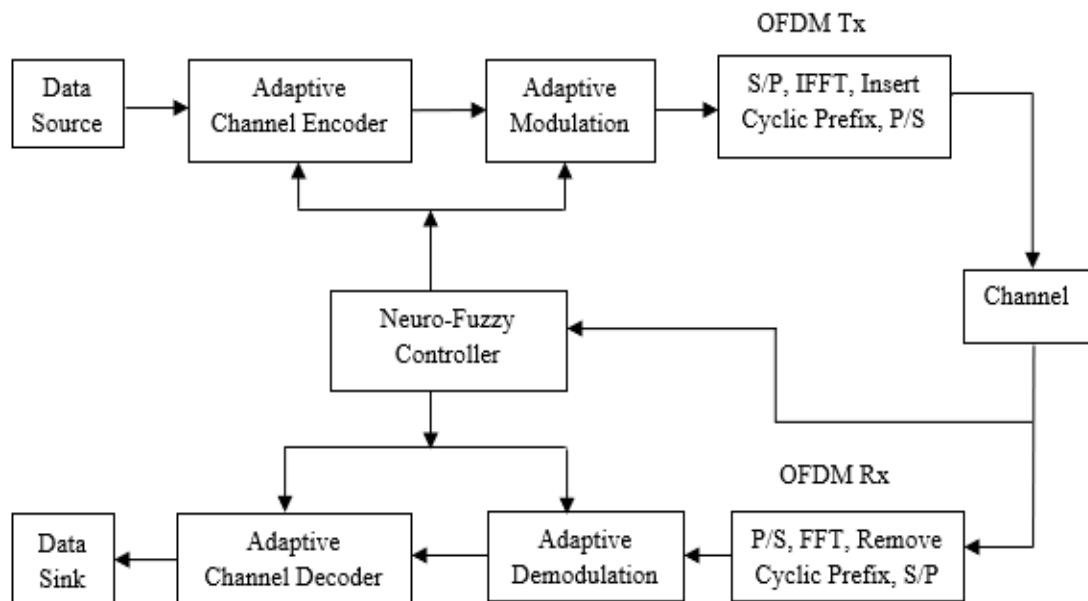 OFDM Tx
Data
Source
Adaptive
Channel Encoder
Adaptive
Modulation
S/P, IFFT, Insert
Cyclic Prefix, P/S
Channel
Neuro-Fuzzy
Controller
OFDM Rx
Data
Sink
Adaptive
Channel Decoder
Adaptive
Demodulation
P/S, FFT, Remove
Cyclic Prefix, S/P